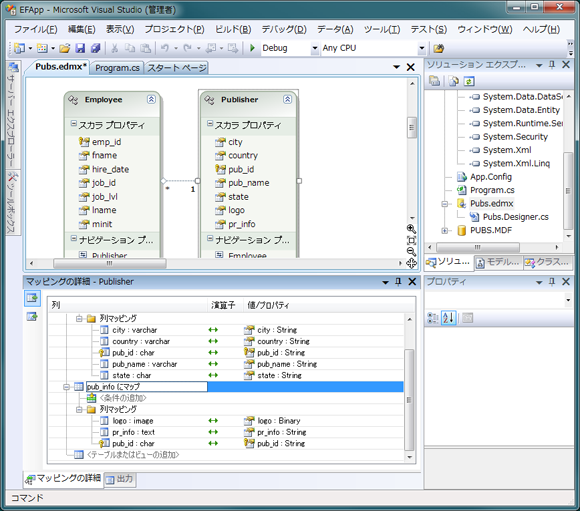 EFApp - Microsoft Visual Studio (管理者)
ファイル(F) 編集(E) 表示(V) プロジェクト(P) ビルド(B) デバッグ(D) データ(A) ツール(T) テスト(S) ウィンドウ(W) ヘルプ(H)
Debug Any CPU
サーバー エクスプローラー
ツールボックス
Pubs.edmx* Program.cs スタート ページ
Employee
スカラ プロパティ
emp_id
fname
hire_date
job_id
job_lvl
lname
minit
ナビゲーション プ...
Publisher
* 1
Publisher
スカラ プロパティ
city
country
pub_id
pub_name
state
logo
pr_info
ナビゲーション プ...
Employee
ソリューション エクスプ...
System.Data.DataS
System.Data.Entity
System.Runtime.Ser
System.Security
System.Xml
System.Xml.Linq
App.Config
Program.cs
Pubs.edmx
Pubs.Designer.cs
PUBS.MDF
ソリュ... モデル... クラス...
マッピングの詳細 - Publisher
列 演算子 値/プロパティ
列マッピング
city : varchar city : String
country : varchar country : String
pub_id : char pub_id : String
pub_name : varchar pub_name : String
state : char state : String
pub_info にマップ
<条件の追加>
列マッピング
logo : image logo : Binary
pr_info : text pr_info : String
pub_id : char pub_id : String
<テーブルまたはビューの追加>
マッピングの詳細 出力
プロパティ
コマンド